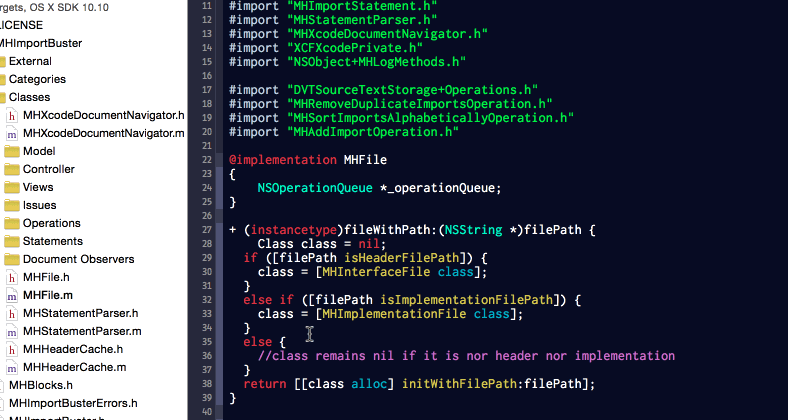 rgets, OS X SDK 10.10
ICENSE
MHImportBuster
External
Categories
Classes
h MHXcodeDocumentNavigator.h
m MHXcodeDocumentNavigator.m
Model
Controller
Views
Issues
Operations
Statements
Document Observers
h MHFile.h
m MHFile.m
h MHStatementParser.h
m MHStatementParser.m
h MHHeaderCache.h
m MHHeaderCache.m
MHBlocks.h
MHImportBusterErrors.h
MHImportBuster.h
11 #import "MHImportStatement.h"
12 #import "MHStatementParser.h"
13 #import "MHXcodeDocumentNavigator.h"
14 #import "XCFXcodePrivate.h"
15 #import "NSObject+MHLogMethods.h"
16
17 #import "DVTSourceTextStorage+Operations.h"
18 #import "MHRemoveDuplicateImportsOperation.h"
19 #import "MHSortImportsAlphabeticallyOperation.h"
20 #import "MHAddImportOperation.h"
21
22 @implementation MHFile
23 {
24 NSOperationQueue *_operationQueue;
25 }
26
27 + (instancetype)fileWithPath:(NSString *)filePath {
28 Class class = nil;
29 if ([filePath isHeaderFilePath]) {
30 class = [MHInterfaceFile class];
31 }
32 else if ([filePath isImplementationFilePath]) {
33 class = [MHImplementationFile class];
34 }
35 else {
36 //class remains nil if it is nor header nor implementation
37 }
38 return [[class alloc] initWithFilePath:filePath];
39 }
40